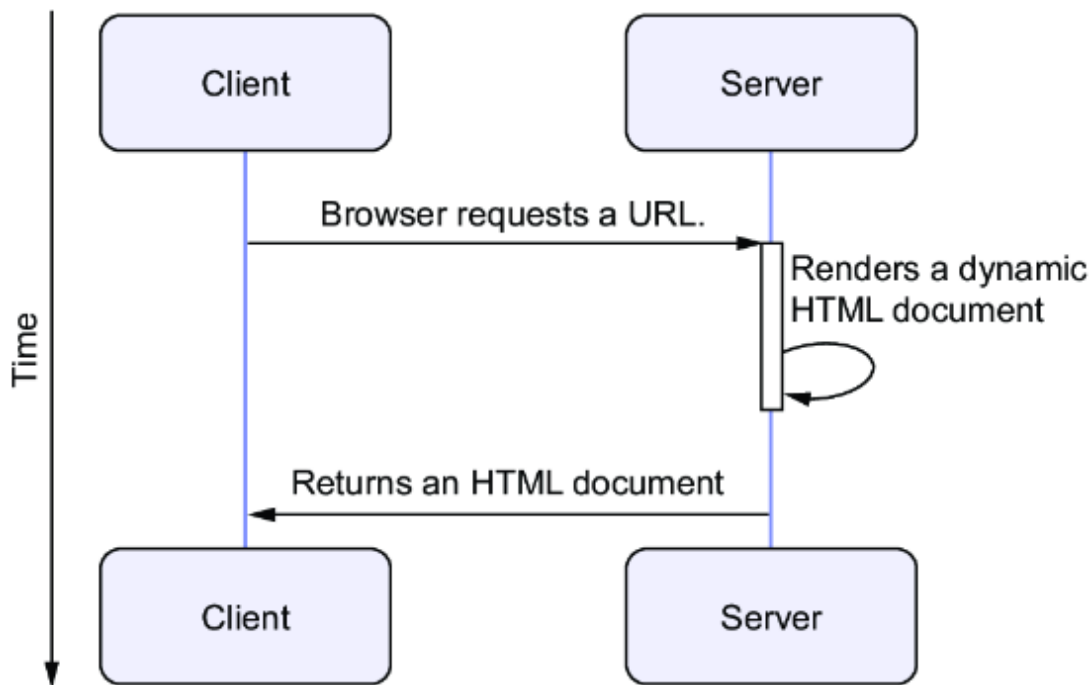 Client
Server
Browser requests a URL.
Renders a dynamic
HTML document
Time
Returns an HTML document
Client
Server